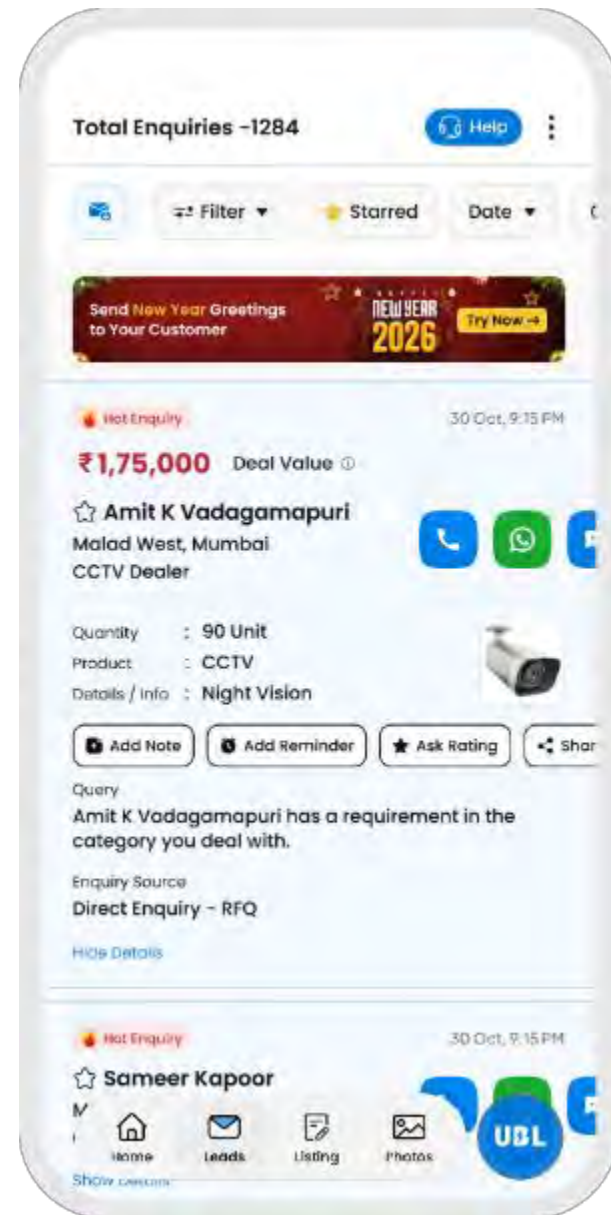 Total Enquiries -1284
Help
Filter
Starred
Date
Send New Year Greetings
to Your Customer
NEW YEAR
2026
Try Now →
Hot Enquiry
30 Oct, 9:15 PM
₹1,75,000 Deal Value
Amit K Vadagamapuri
Malad West, Mumbai
CCTV Dealer
Quantity : 90 Unit
Product : CCTV
Details / Info : Night Vision
Add Note
Add Reminder
Ask Rating
Shar
Query
Amit K Vadagamapuri has a requirement in the
category you deal with.
Enquiry Source
Direct Enquiry - RFQ
Hide Details
Hot Enquiry
30 Oct, 9:15 PM
Sameer Kapoor
M
Home
Leads
Listing
Photos
UBL
Show